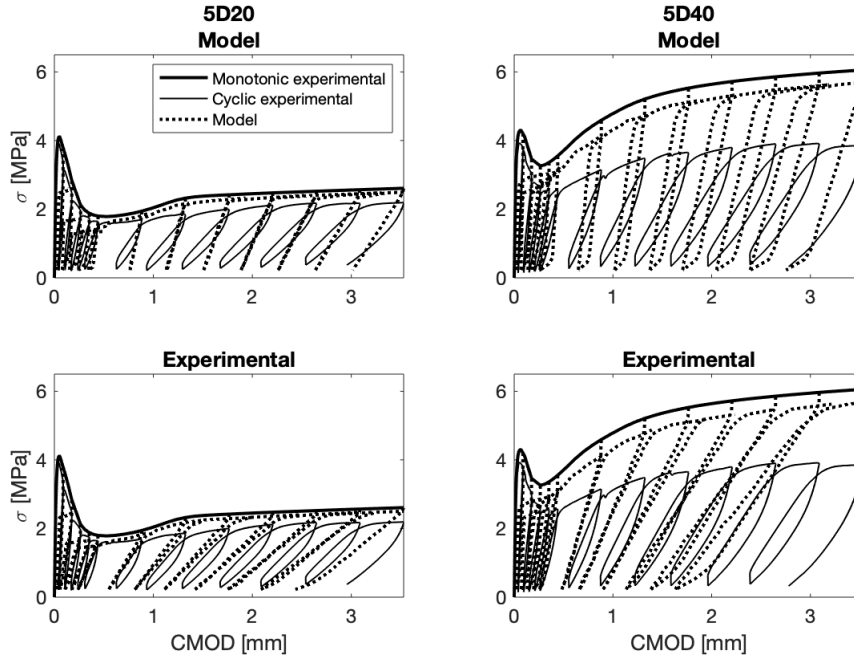 5D20
Model
5D40
Model
6
4
2
0
σ [MPa]
Monotonic experimental
Cyclic experimental
Model
0 1 2 3
6
4
2
0
0 1 2 3
Experimental
Experimental
6
4
2
0
σ [MPa]
0 1 2 3
CMOD [mm]
6
4
2
0
0 1 2 3
CMOD [mm]